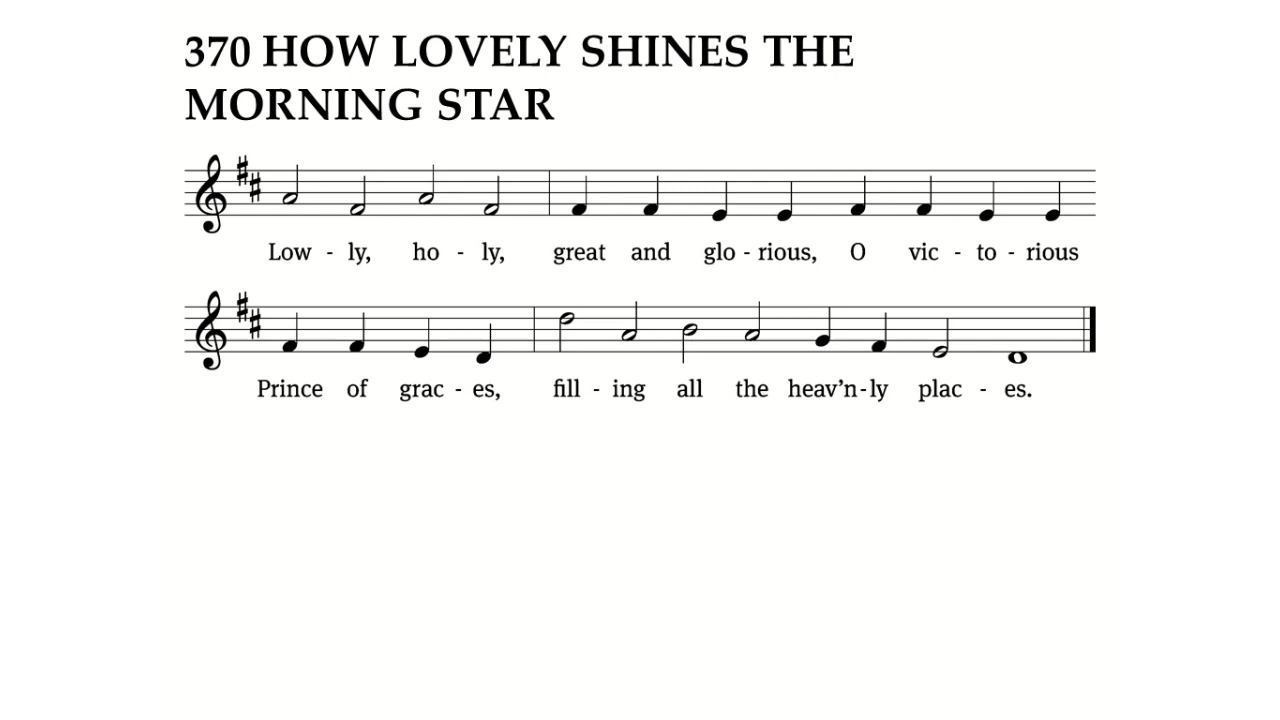 370 HOW LOVELY SHINES THE
MORNING STAR
Low - ly, ho - ly, great and glo - rious, O vic - to - rious
Prince of grac - es, fill - ing all the heav’n - ly plac - es.